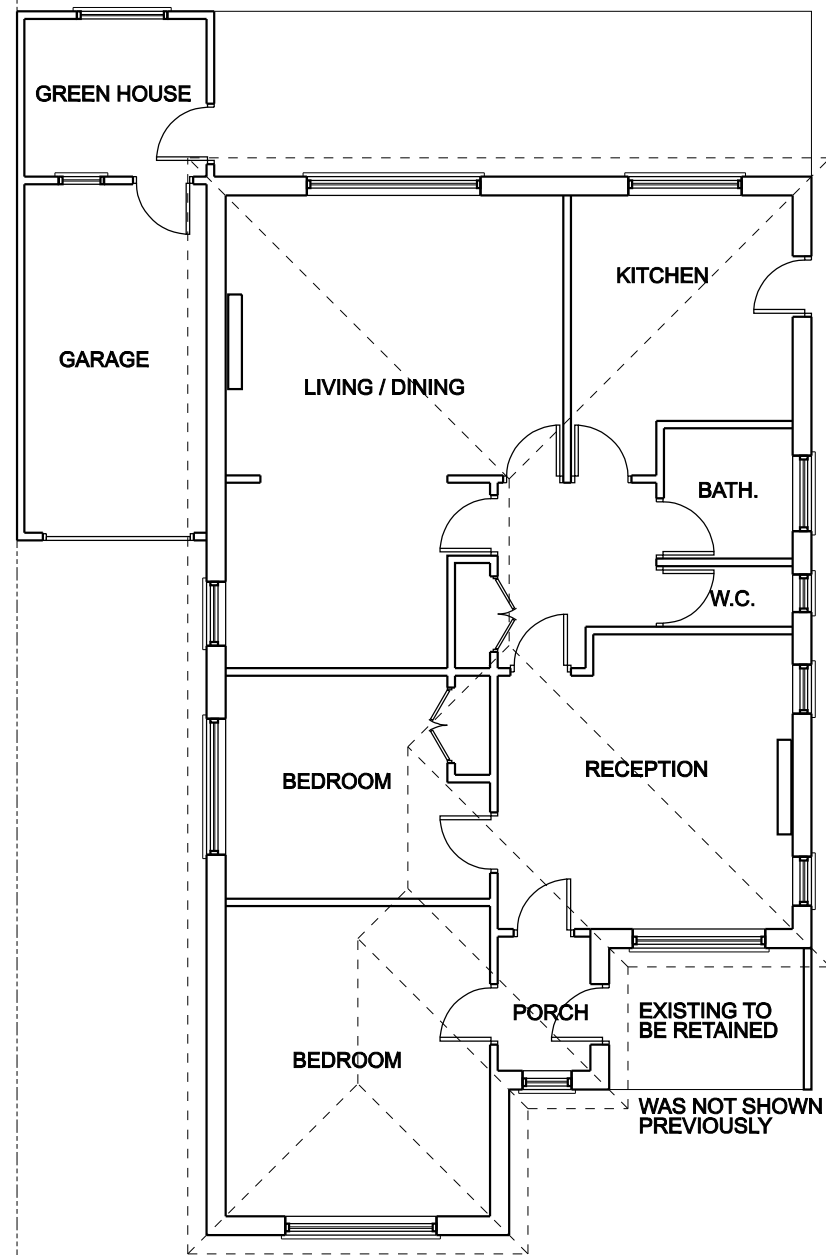 GREEN HOUSE
KITCHEN
GARAGE
LIVING / DINING
BATH.
W.C.
RECEPTION
BEDROOM
PORCH
EXISTING TO
BE RETAINED
BEDROOM
WAS NOT SHOWN
PREVIOUSLY